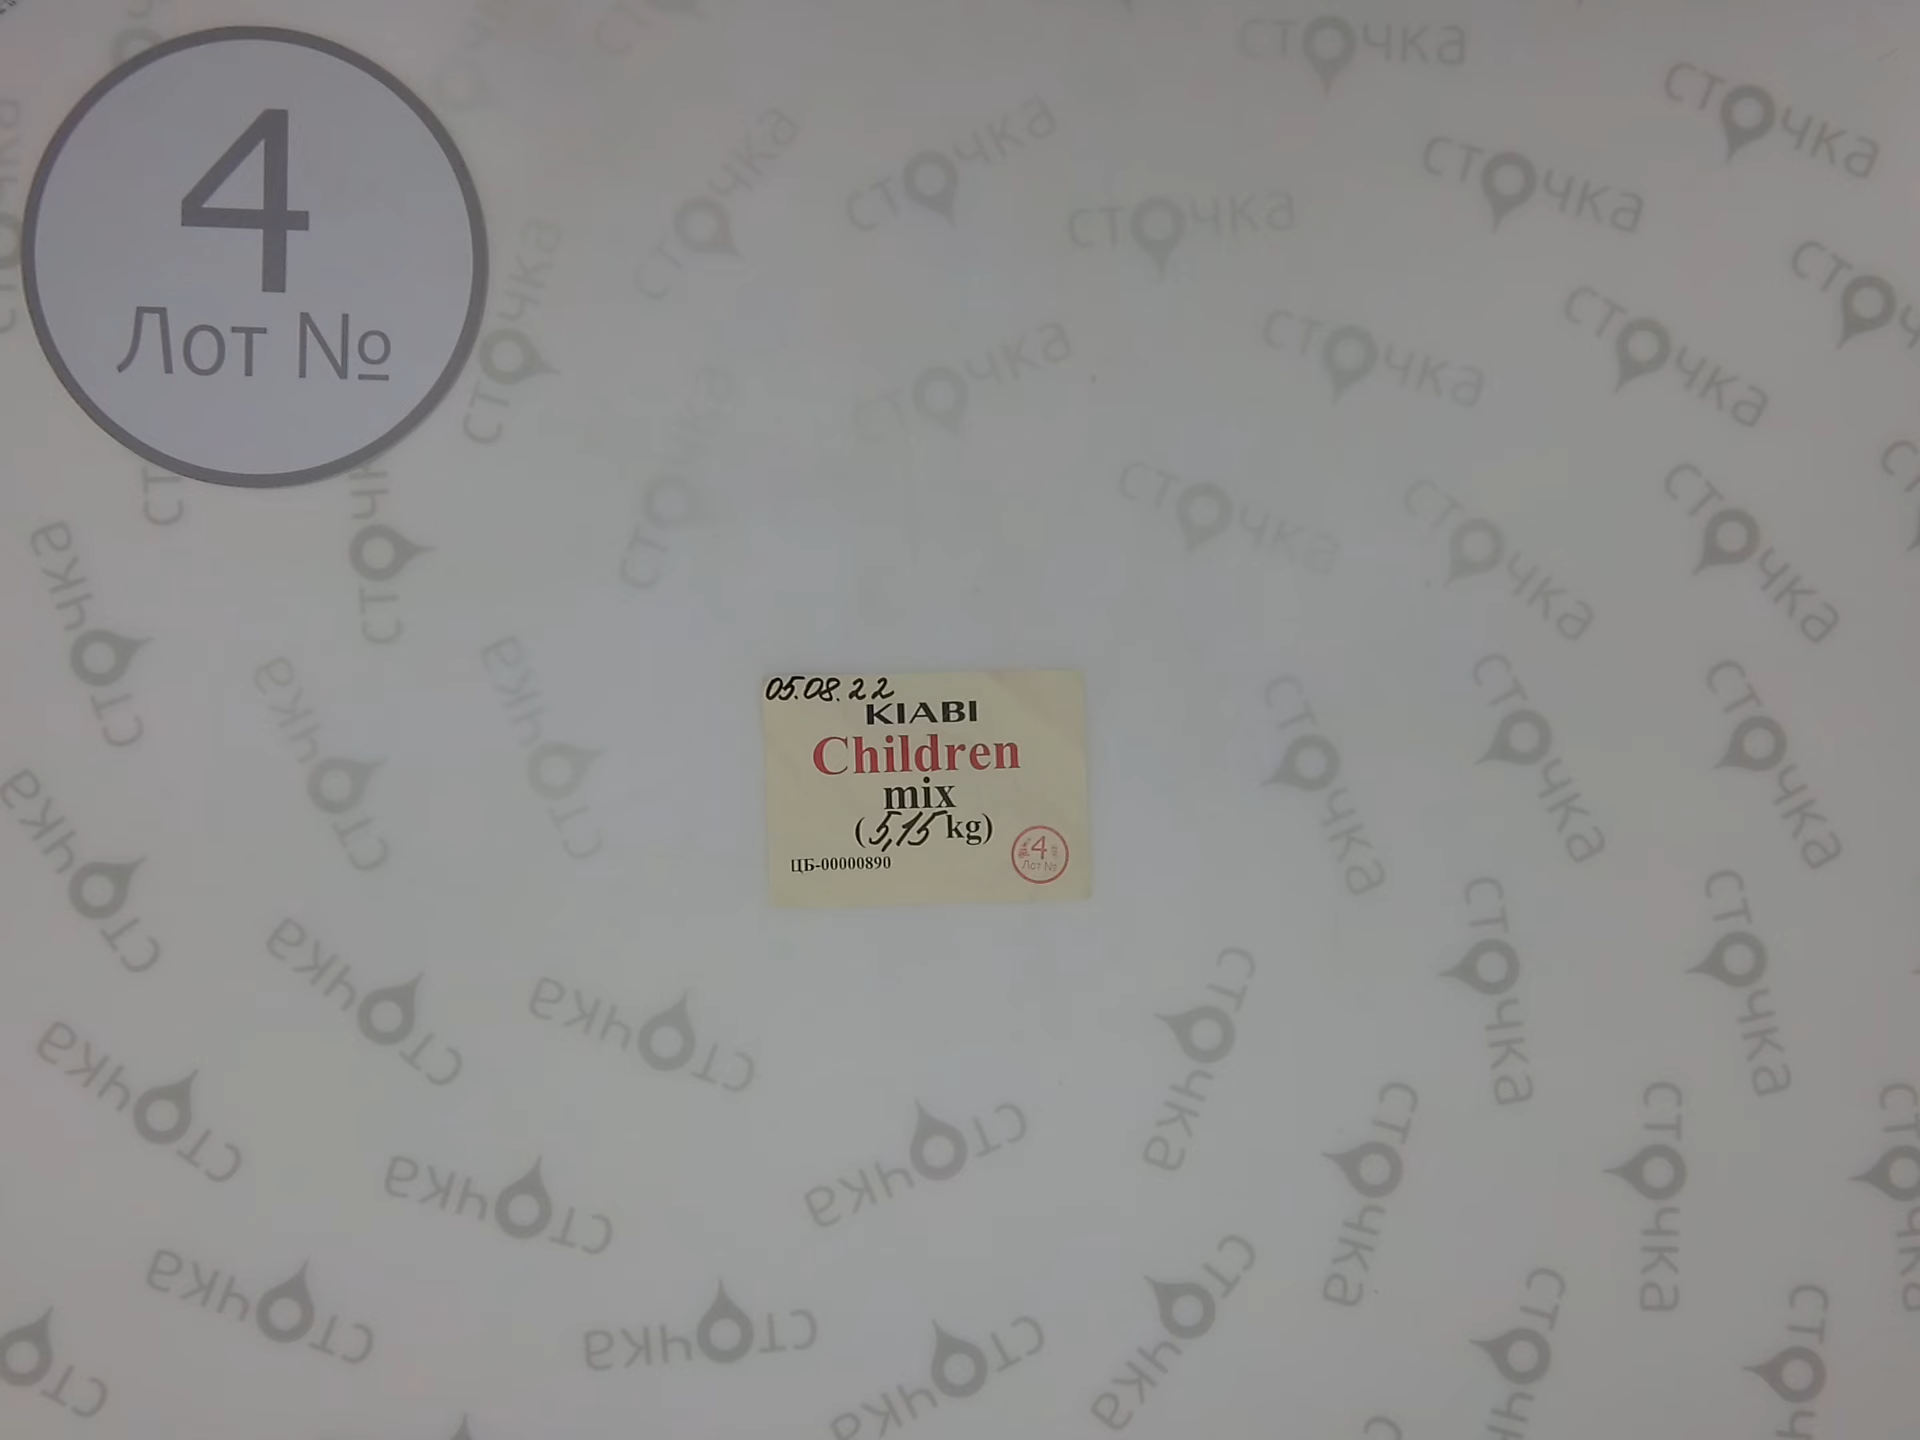 4
Лот №
05.08.22
KIABI
Children
mix
(5,15 kg)
ЦБ-00000890
4
Лот №
сточка